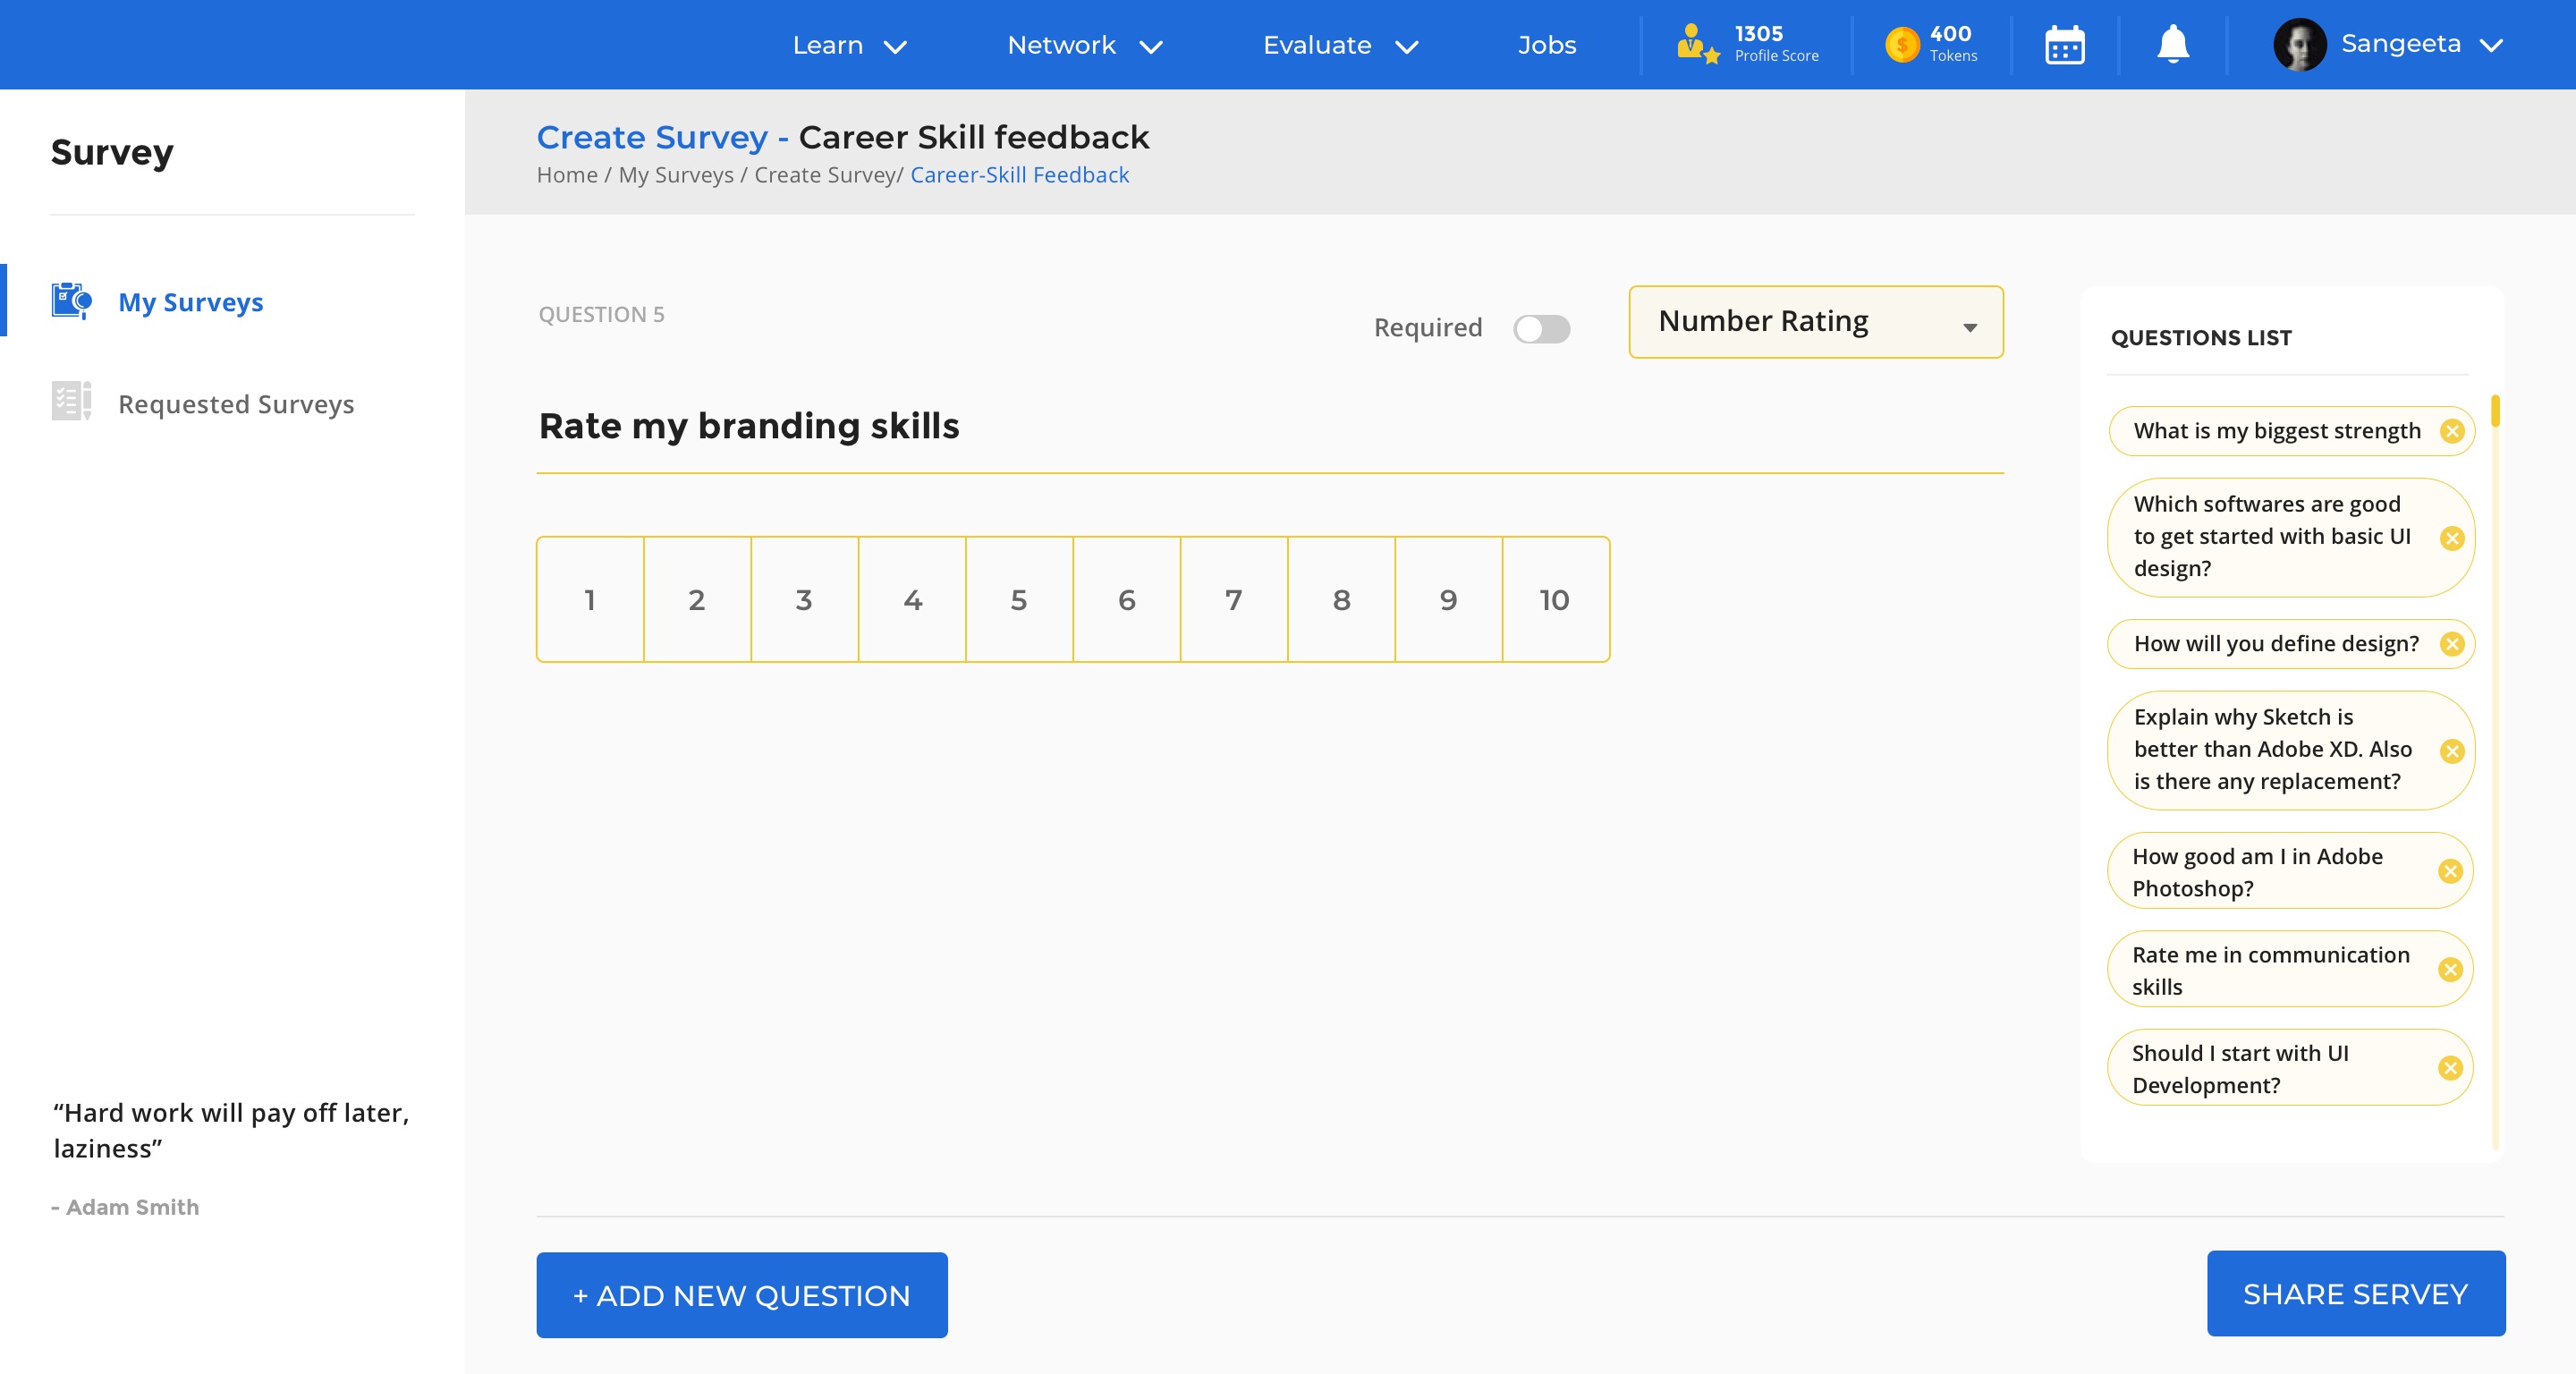 Learn
Network
Evaluate
Jobs
1305
Profile Score
400
Tokens
Sangeeta
Survey
My Surveys
Requested Surveys
“Hard work will pay off later,
laziness”
- Adam Smith
Create Survey - Career Skill feedback
Home / My Surveys / Create Survey/ Career-Skill Feedback
QUESTION 5
Required
Number Rating
Rate my branding skills
1 2 3 4 5 6 7 8 9 10
QUESTIONS LIST
What is my biggest strength
Which softwares are good
to get started with basic UI
design?
How will you define design?
Explain why Sketch is
better than Adobe XD. Also
is there any replacement?
How good am I in Adobe
Photoshop?
Rate me in communication
skills
Should I start with UI
Development?
+ ADD NEW QUESTION
SHARE SERVEY